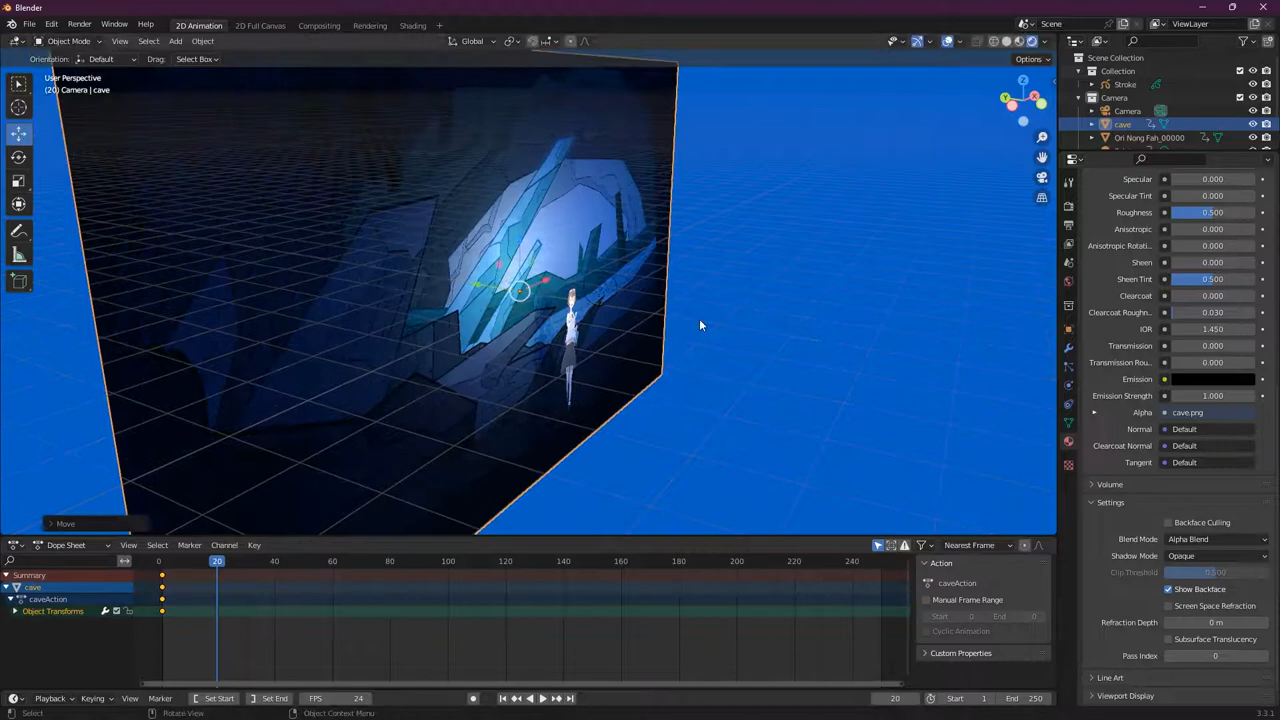 Blender
File Edit Render Window Help 2D Animation 2D Full Canvas Compositing Rendering Shading + Scene ViewLayer
Object Mode View Select Add Object Global
Orientation: Default Drag: Select Box Options
User Perspective
(20) Camera | cave
Z
Y
X
Move
Scene Collection
Collection
Stroke
Camera
Camera
cave
Ori Nong Fah_00000
Specular 0.000
Specular Tint 0.000
Roughness 0.500
Anisotropic 0.000
Anisotropic Rotati.. 0.000
Sheen 0.000
Sheen Tint 0.500
Clearcoat 0.000
Clearcoat Roughn.. 0.030
IOR 1.450
Transmission 0.000
Transmission Rou.. 0.000
Emission
Emission Strength 1.000
Alpha cave.png
Normal Default
Clearcoat Normal Default
Tangent Default
Volume
Settings
Backface Culling
Blend Mode Alpha Blend
Shadow Mode Opaque
Clip Threshold 0.500
Show Backface
Screen Space Refraction
Refraction Depth 0 m
Subsurface Translucency
Pass Index 0
Line Art
Viewport Display
Dope Sheet View Select Marker Channel Key Nearest Frame
0 20 40 60 80 100 120 140 160 180 200 220 240
Summary
cave
caveAction
Object Transforms
Action
caveAction
Manual Frame Range
Start 0 End 0
Cyclic Animation
Custom Properties
Playback Keying View Marker Set Start Set End FPS 24 20 Start 1 End 250
Select Rotate View Object Context Menu 3.3.1